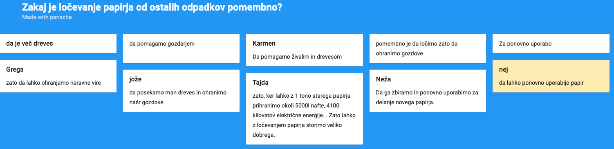 Zakaj je ločevanje papirja od ostalih odpadkov pomembno?
Made with panache
da je več dreves
Grega
zato da lahko ohranjamo naravne vire
da pomagamo gozdarjem
jože
da posekamo man dreves in ohranimo našr gozdove
Karmen
Da pomagamo živalim in drevesom
Tajda
zato, ker lahko z 1 tono starega papirja
prihranimo okoli 5000l nafte, 4100
kilovatov električne energije... Zato lahko
z ločevanjem papirja storimo veliko
dobrega.
pomembno je da ločimo zato da
ohranimo gozdove
Neža
Da ga zbiramo in ponovno uporabimo za
delanje novega papirja.
Za ponovno uporabo
nej
da lahko ponovno uporabijo papir